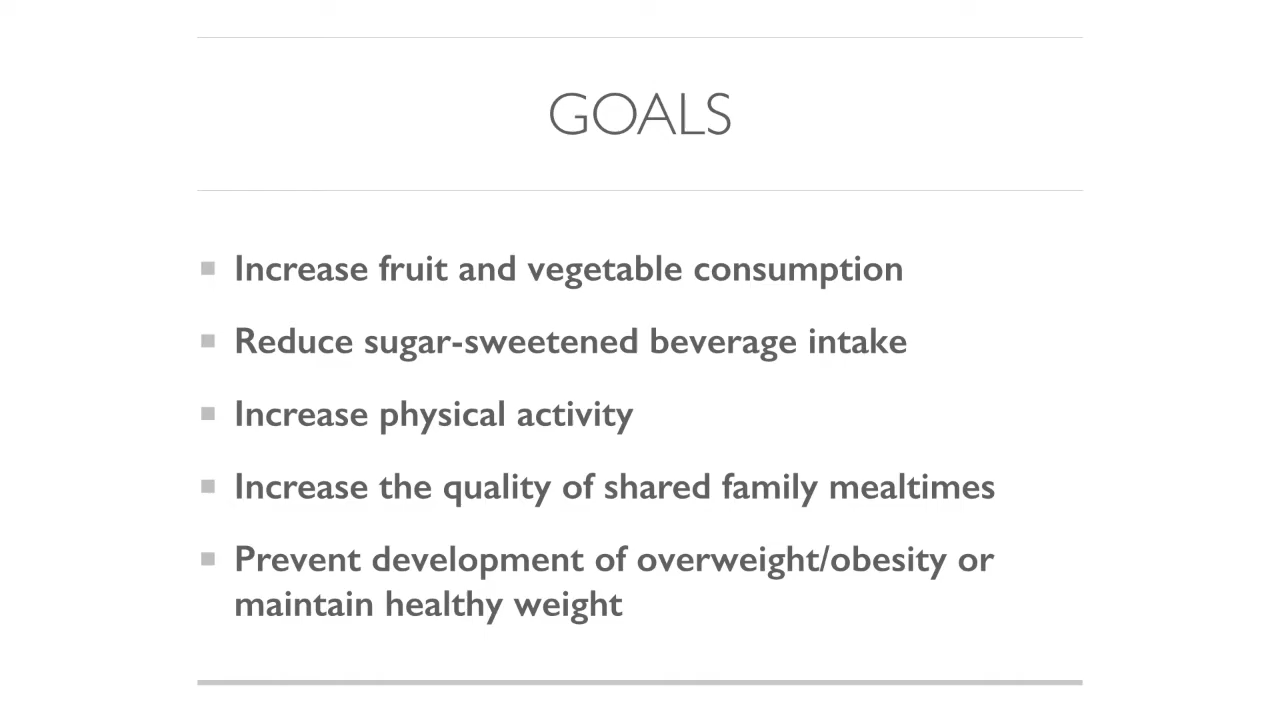 GOALS
Increase fruit and vegetable consumption
Reduce sugar-sweetened beverage intake
Increase physical activity
Increase the quality of shared family mealtimes
Prevent development of overweight/obesity or
maintain healthy weight